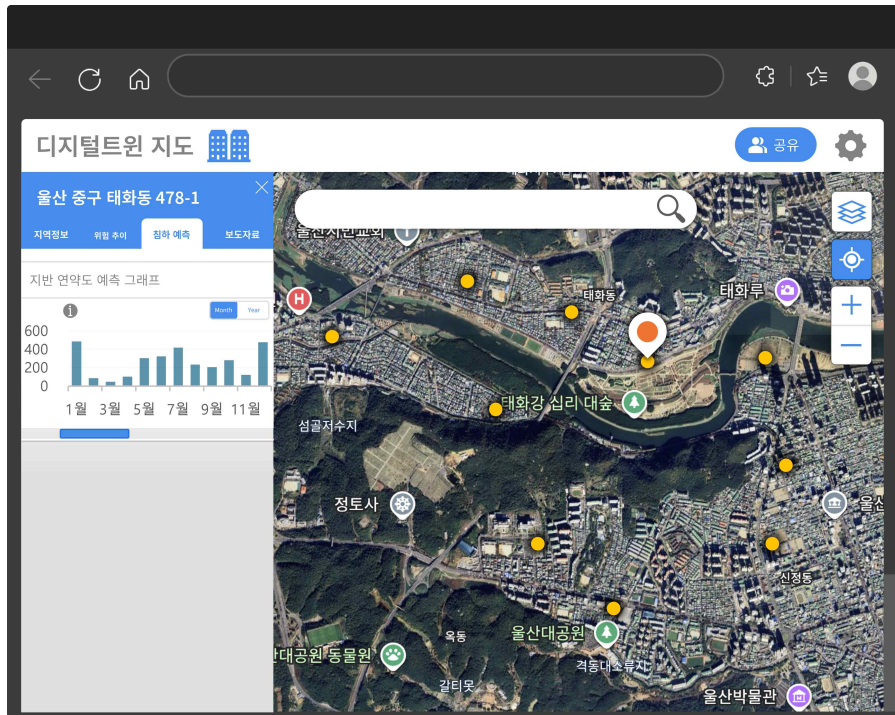 디지털트윈 지도
공유
울산 중구 태화동 478-1
지역정보
위험 추이
침하 예측
보도자료
지반 연약도 예측 그래프
Month
Year
600
400
200
0
1월 3월 5월 7월 9월 11월
H
태화동
태화루
태화강 십리 대숲
섬골저수지
정토사
신정동
옥동
울산대공원
대공원 동물원
격동대소류지
갈티못
울산박물관